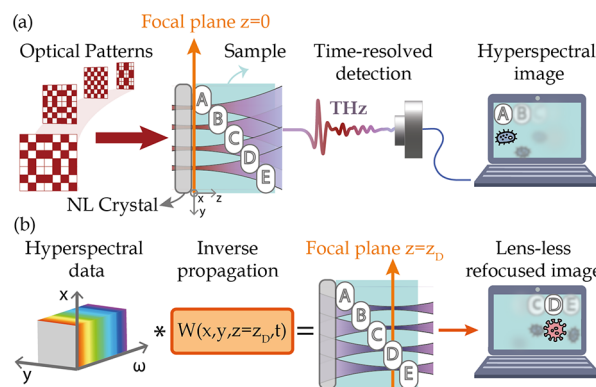 (a)
Focal plane z=0
Optical Patterns
Sample
Time-resolved
detection
Hyperspectral
image
A
B
C
D
E
THz
A B C
NL Crystal
x
z
y
(b)
Hyperspectral
data
Inverse
propagation
Focal plane z=z_D
Lens-less
refocused image
x
y
ω
* W(x,y,z=z_D,t) =
A
B
C
D
E
C D E